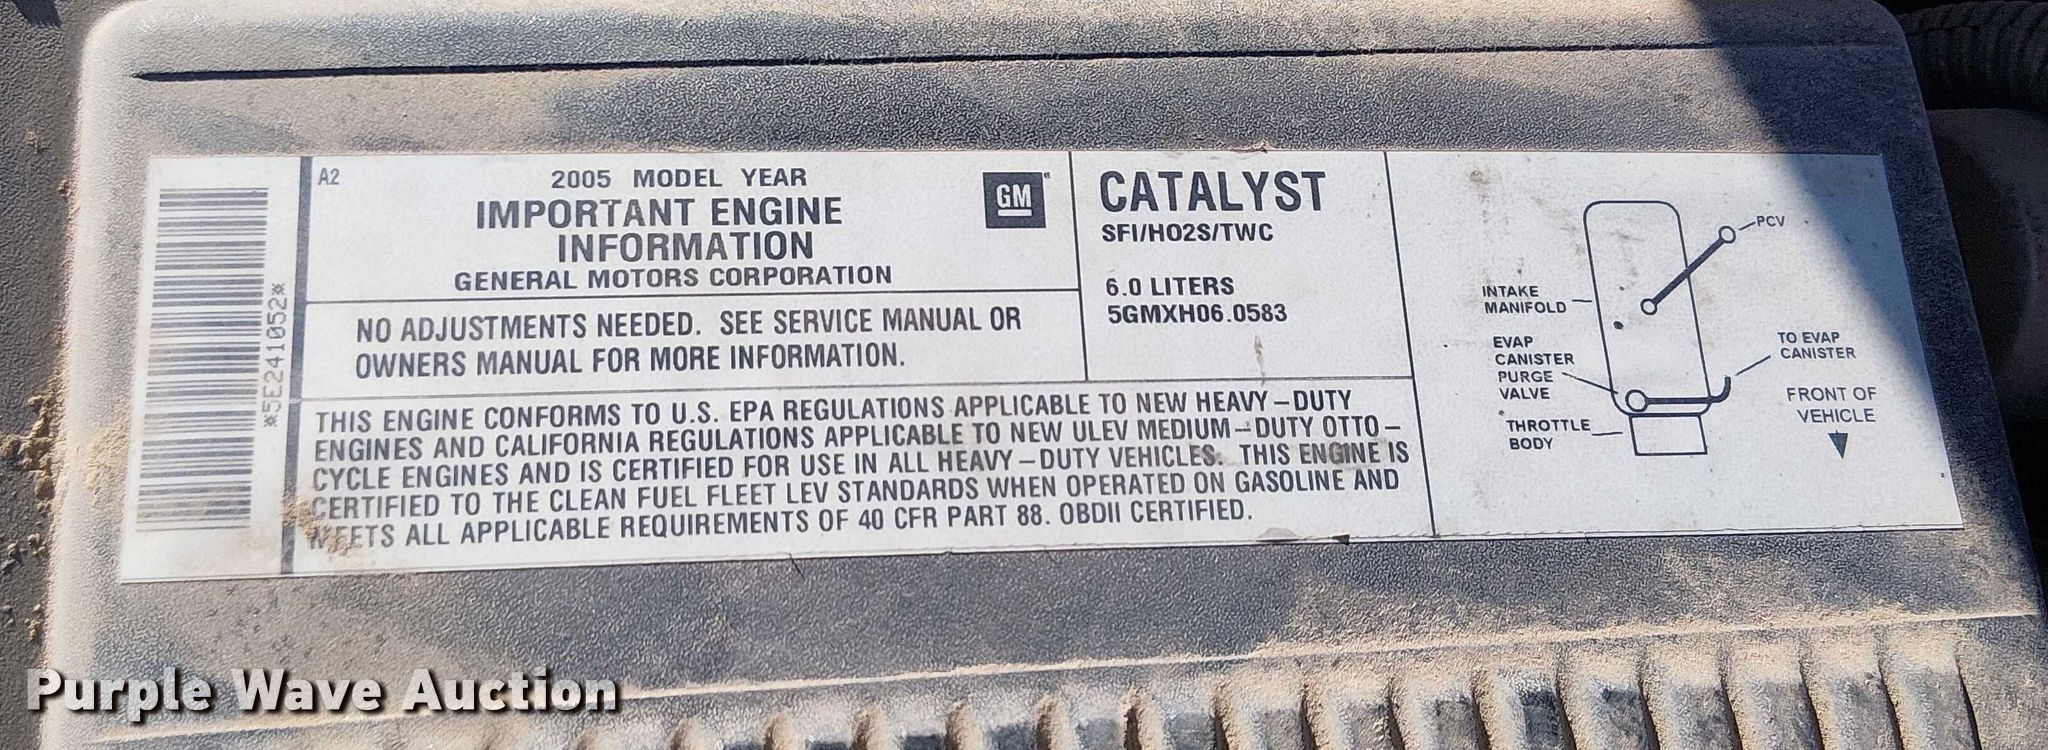 A2
2005 MODEL YEAR
IMPORTANT ENGINE
INFORMATION
GENERAL MOTORS CORPORATION
GM
NO ADJUSTMENTS NEEDED. SEE SERVICE MANUAL OR
OWNERS MANUAL FOR MORE INFORMATION.
CATALYST
SFI/HO2S/TWC
6.0 LITERS
5GMXH06.0583
THIS ENGINE CONFORMS TO U.S. EPA REGULATIONS APPLICABLE TO NEW HEAVY-DUTY
ENGINES AND CALIFORNIA REGULATIONS APPLICABLE TO NEW ULEV MEDIUM-DUTY OTTO-
CYCLE ENGINES AND IS CERTIFIED FOR USE IN ALL HEAVY-DUTY VEHICLES. THIS ENGINE IS
CERTIFIED TO THE CLEAN FUEL FLEET LEV STANDARDS WHEN OPERATED ON GASOLINE AND
MEETS ALL APPLICABLE REQUIREMENTS OF 40 CFR PART 88. OBDII CERTIFIED.
*5E241052*
PCV
INTAKE
MANIFOLD
EVAP
CANISTER
PURGE
VALVE
THROTTLE
BODY
TO EVAP
CANISTER
FRONT OF
VEHICLE
Purple Wave Auction